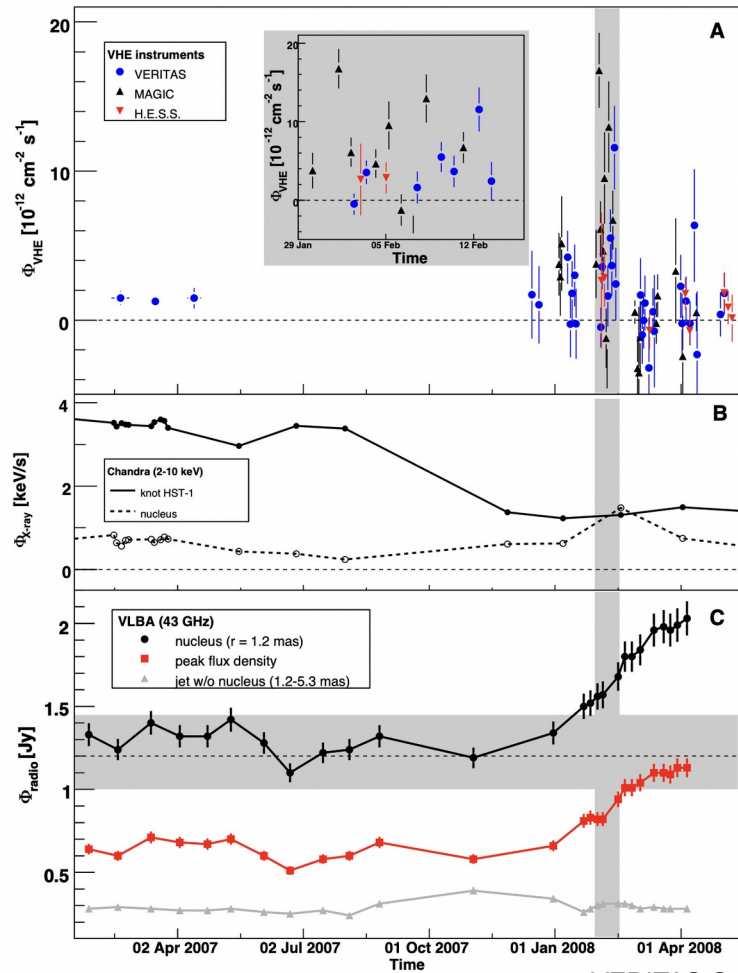 A
VHE instruments
VERITAS
MAGIC
H.E.S.S.
Φ_VHE [10⁻¹² cm⁻² s⁻¹]
20
10
0
Φ_VHE [10⁻¹² cm⁻² s⁻¹]
20
10
0
29 Jan
05 Feb
12 Feb
Time
B
Φ_X-ray [keV/s]
4
2
0
Chandra (2-10 keV)
knot HST-1
nucleus
C
VLBA (43 GHz)
nucleus (r = 1.2 mas)
peak flux density
jet w/o nucleus (1.2-5.3 mas)
Φ_radio [Jy]
2
1.5
1
0.5
02 Apr 2007
02 Jul 2007
01 Oct 2007
01 Jan 2008
01 Apr 2008
Time